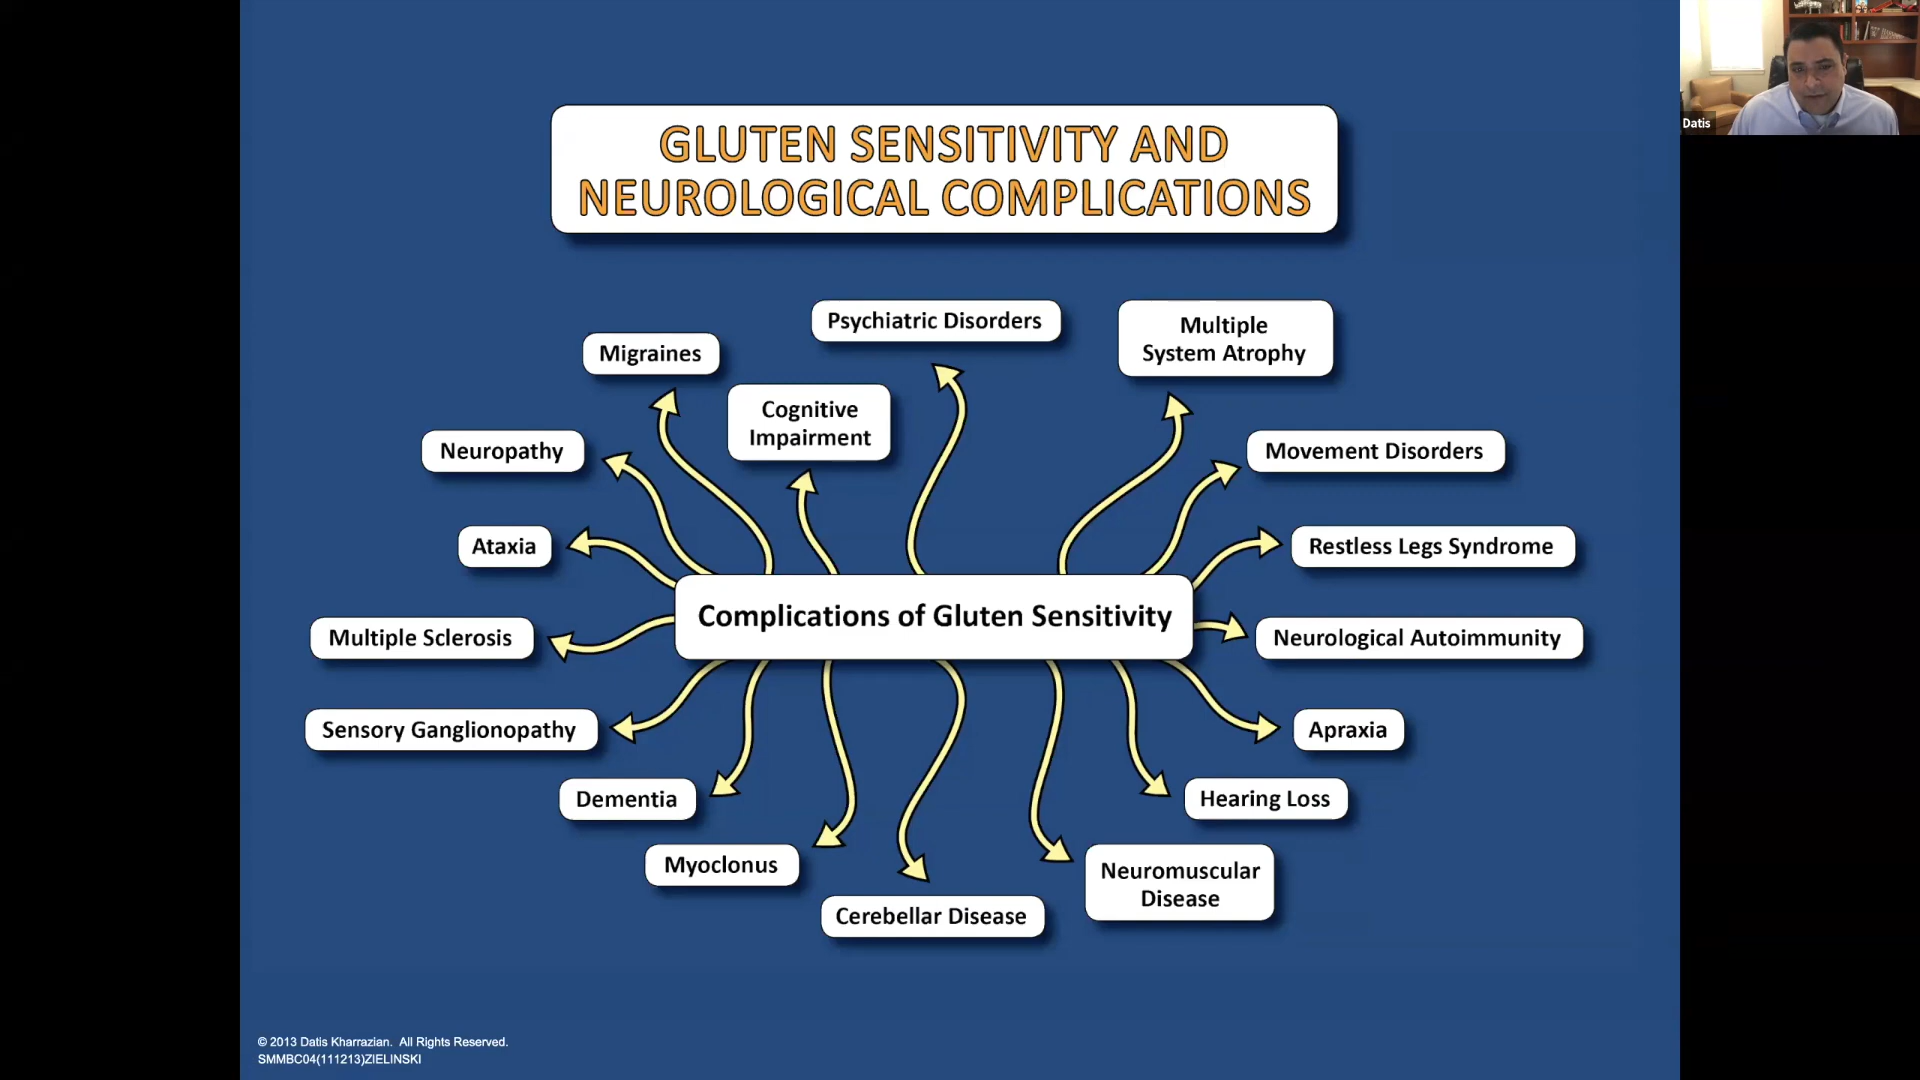 GLUTEN SENSITIVITY AND
NEUROLOGICAL COMPLICATIONS
Datis
Psychiatric Disorders
Multiple
System Atrophy
Migraines
Cognitive
Impairment
Neuropathy
Movement Disorders
Ataxia
Restless Legs Syndrome
Complications of Gluten Sensitivity
Multiple Sclerosis
Neurological Autoimmunity
Sensory Ganglionopathy
Apraxia
Dementia
Hearing Loss
Myoclonus
Neuromuscular
Disease
Cerebellar Disease
© 2013 Datis Kharrazian. All Rights Reserved.
SMMBC04(111213)ZIELINSKI